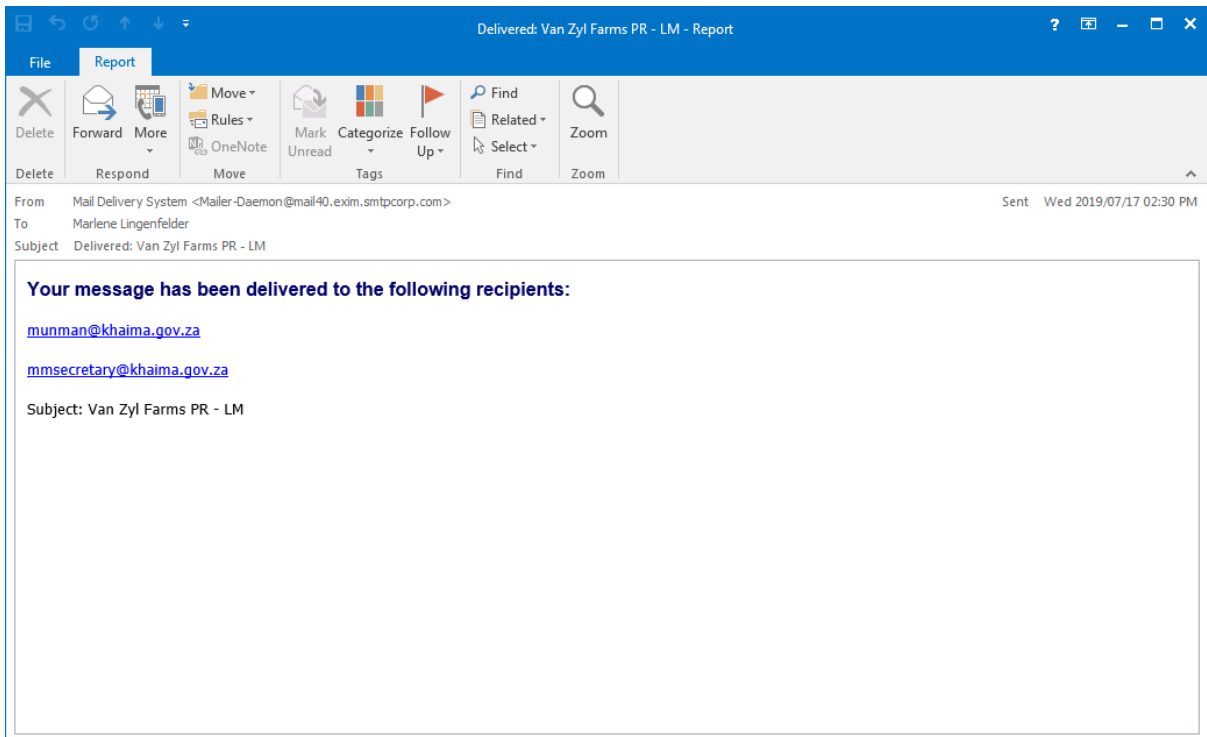 Delivered: Van Zyl Farms PR - LM - Report
?
File Report
Delete
Forward
More
Move
Rules
OneNote
Mark Unread
Categorize
Follow Up
Find
Related
Select
Zoom
Delete Respond Move Tags Find Zoom
From Mail Delivery System <Mailer-Daemon@mail40.exim.smtpcorp.com> Sent Wed 2019/07/17 02:30 PM
To Marlene Lingenfelder
Subject Delivered: Van Zyl Farms PR - LM
Your message has been delivered to the following recipients:
munman@khaima.gov.za
mmsecretary@khaima.gov.za
Subject: Van Zyl Farms PR - LM